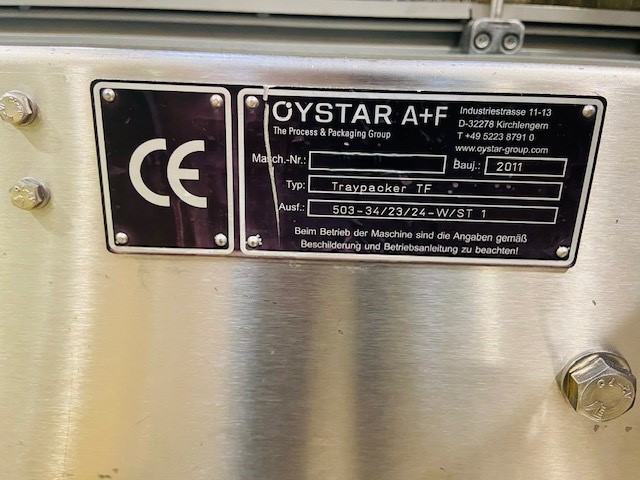 CE
OYSTAR A+F
The Process & Packaging Group
Industriestrasse 11-13
D-32278 Kirchlengern
T +49 5223 8791 0
www.oystar-group.com
Masch.-Nr.: Bauj.: 2011
Typ.: Traypacker TF
Ausf.: 503-34/23/24-W/ST 1
Beim Betrieb der Maschine sind die Angaben gemäß
Beschilderung und Betriebsanleitung zu beachten!